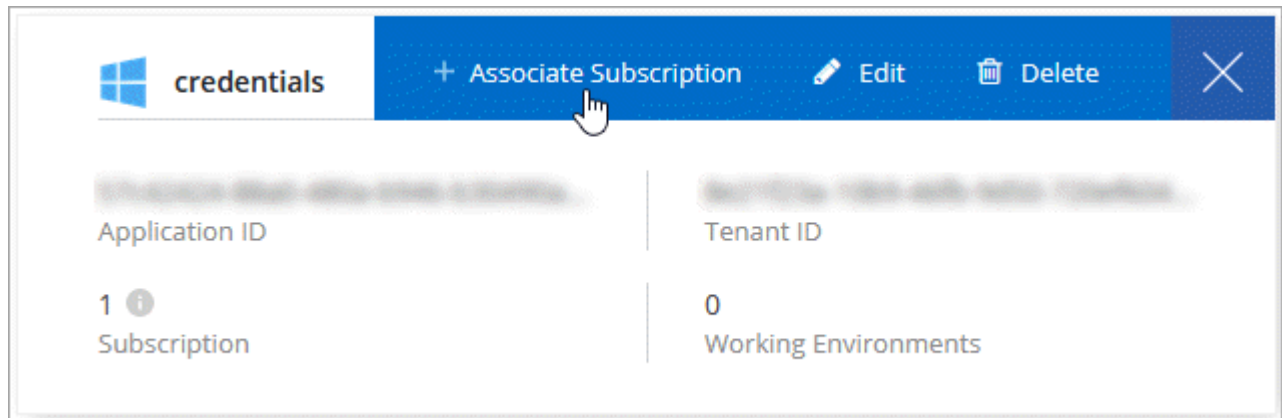 credentials
+ Associate Subscription
Edit
Delete
Application ID
Tenant ID
1
Subscription
0
Working Environments